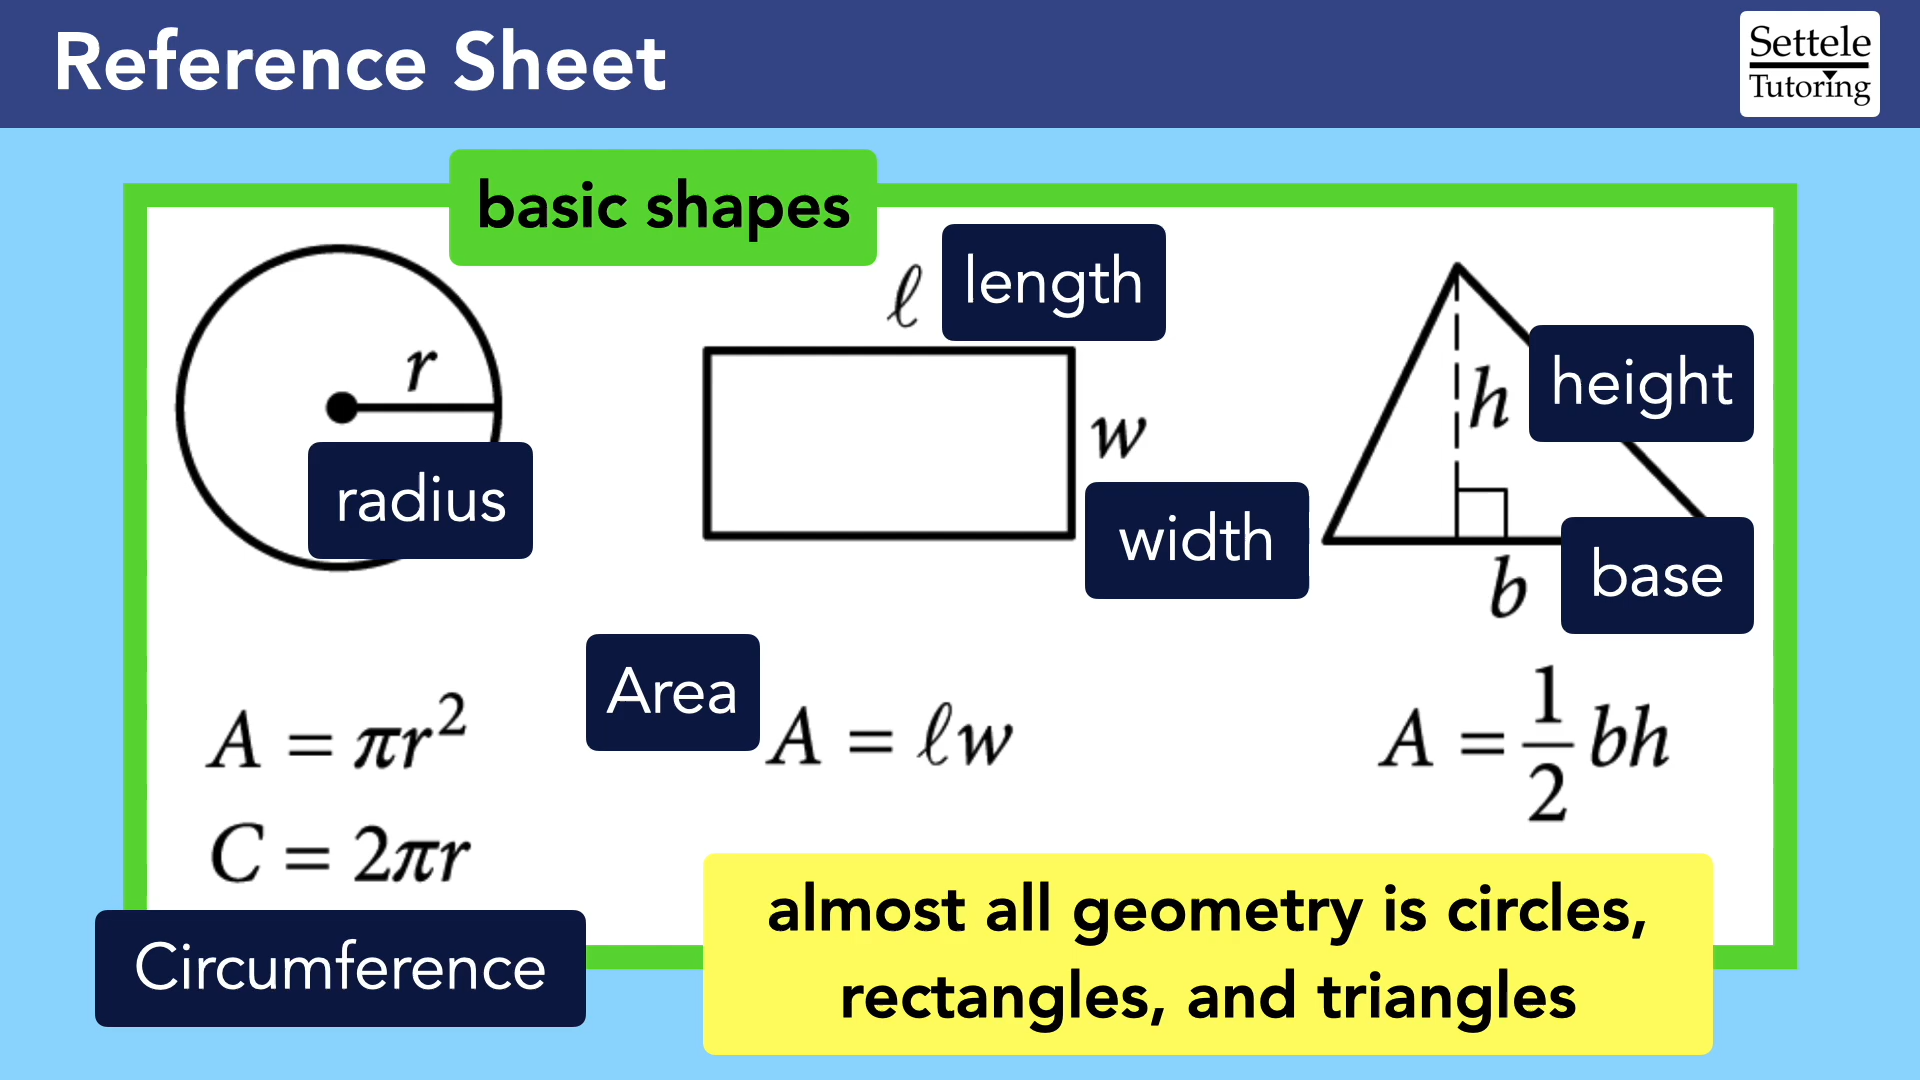 Reference Sheet
Settele
Tutoring
basic shapes
ℓ
length
r
radius
w
width
h
height
b
base
Area
A = πr²
A = ℓw
A = 1/2 bh
C = 2πr
Circumference
almost all geometry is circles,
rectangles, and triangles